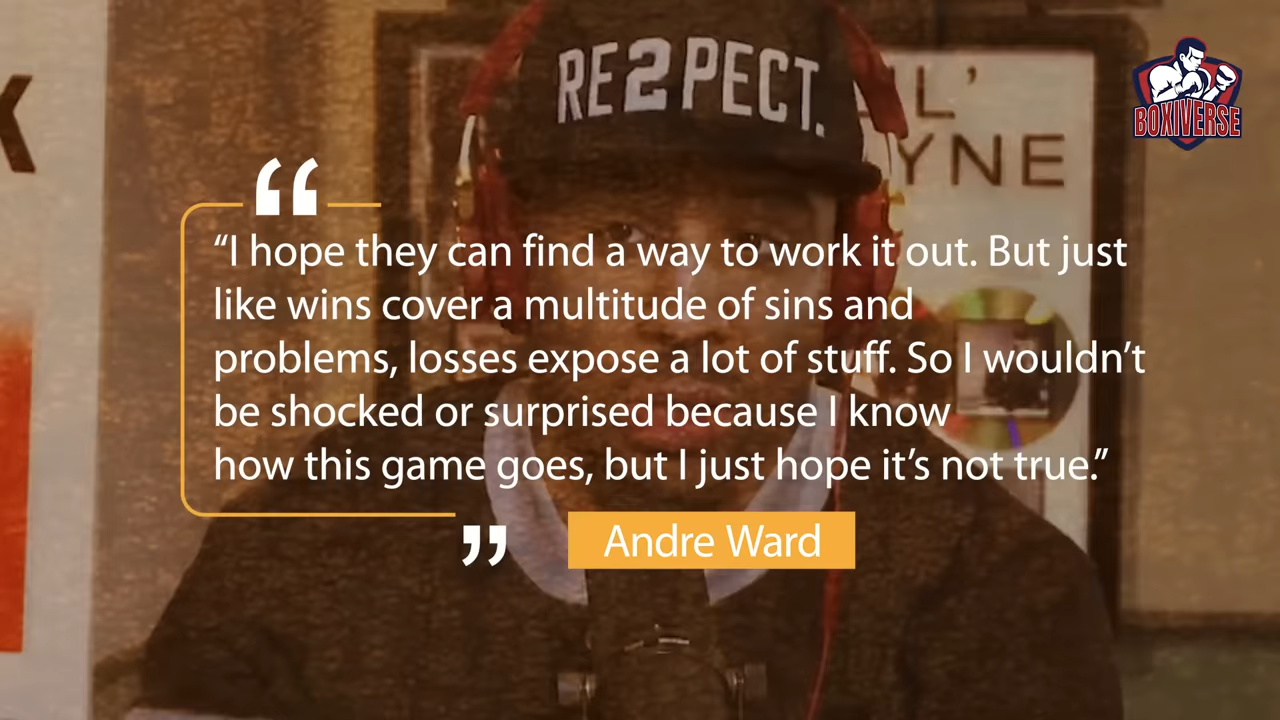 RE2PECT.
L'
YNE
BOXIVERSE
“I hope they can find a way to work it out. But just
like wins cover a multitude of sins and
problems, losses expose a lot of stuff. So I wouldn’t
be shocked or surprised because I know
how this game goes, but I just hope it’s not true.”
Andre Ward